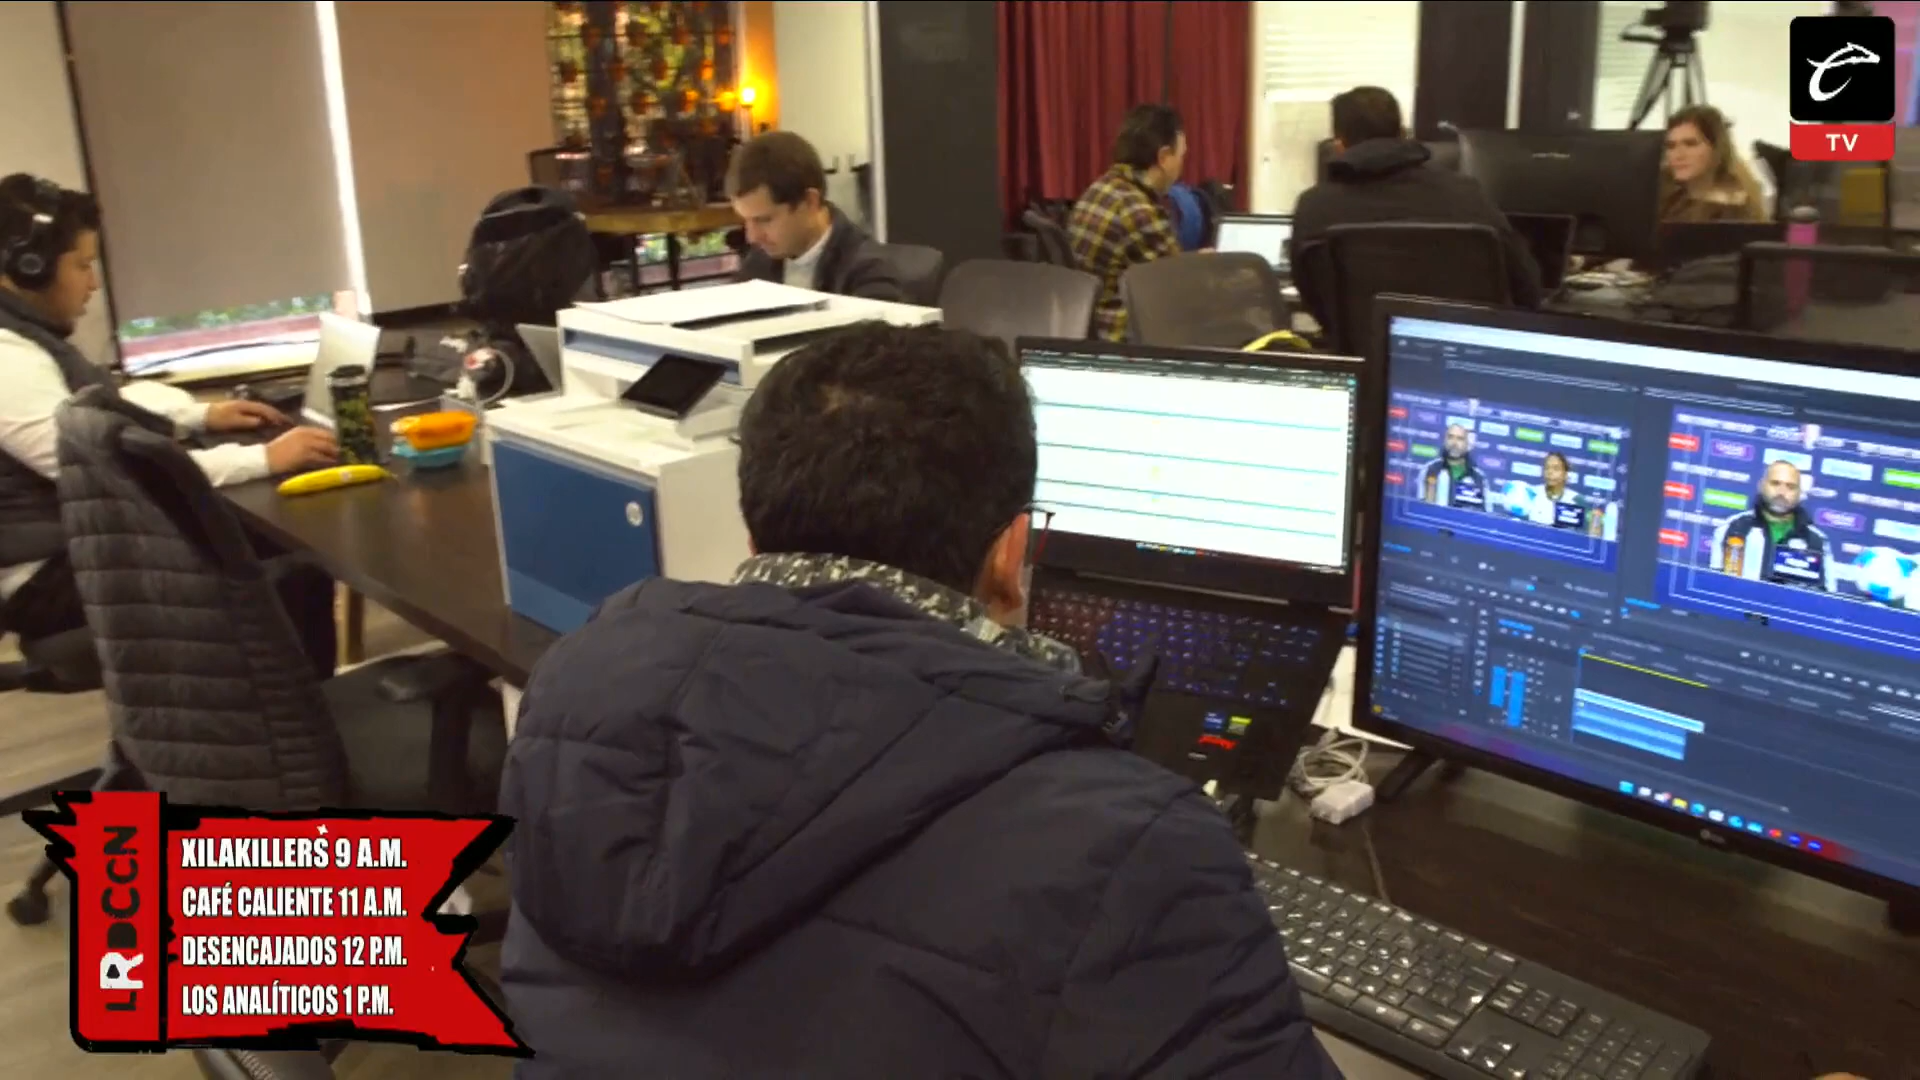 TV
LRDCCN
XILAKILLERS 9 A.M.
CAFÉ CALIENTE 11 A.M.
DESENCAJADOS 12 P.M.
LOS ANALÍTICOS 1 P.M.